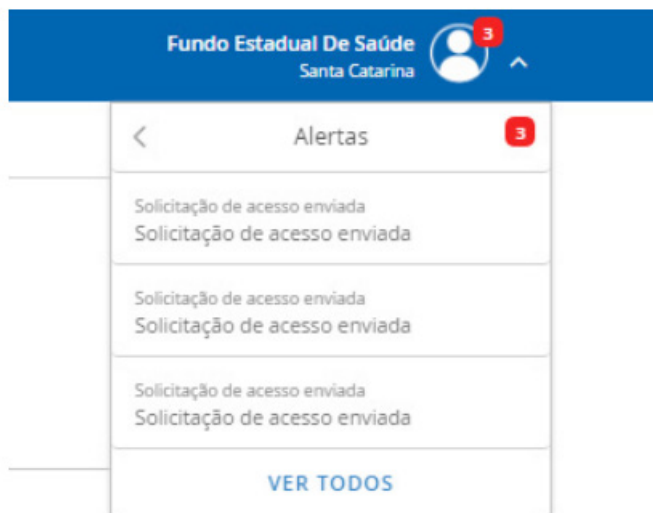 Fundo Estadual De Saúde
3
Santa Catarina
Alertas
3
Solicitação de acesso enviada
Solicitação de acesso enviada
Solicitação de acesso enviada
Solicitação de acesso enviada
Solicitação de acesso enviada
Solicitação de acesso enviada
VER TODOS